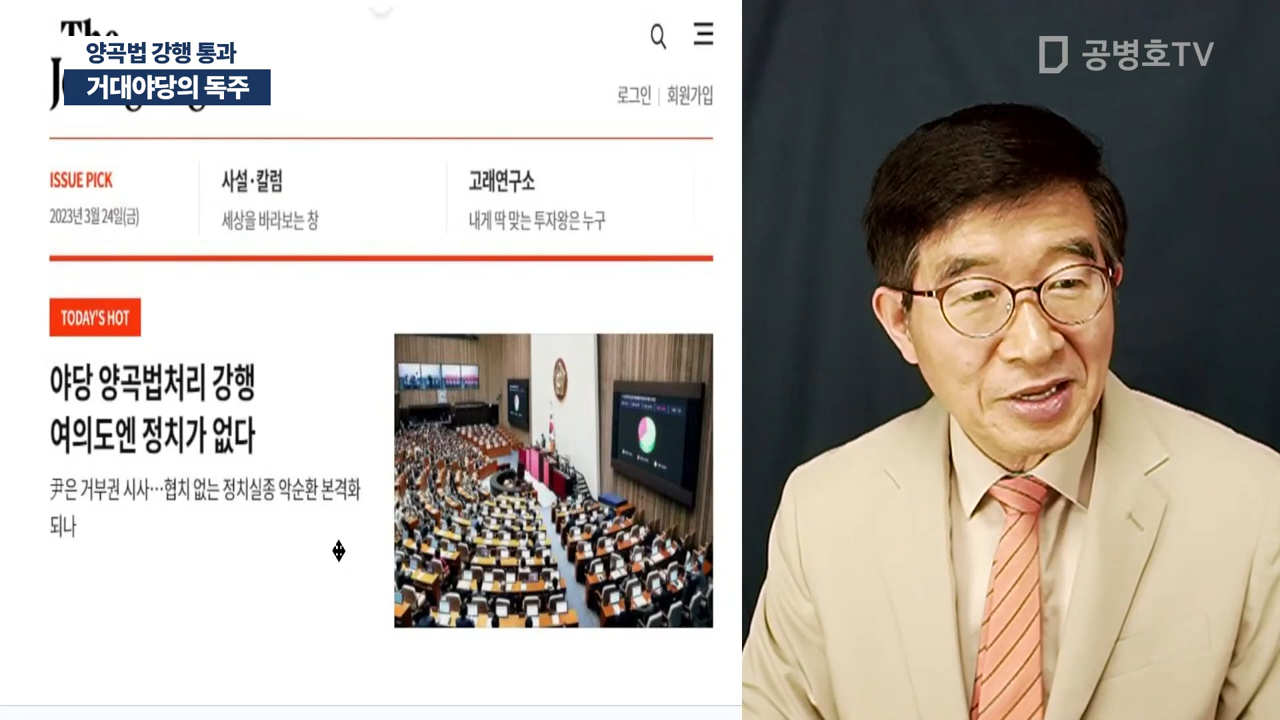 양곡법 강행 통과
거대야당의 독주
로그인 | 회원가입
ISSUE PICK
2023년 3월 24일(금)
사설·칼럼
세상을 바라보는 창
고래연구소
내게 딱 맞는 투자왕은 누구
TODAY'S HOT
야당 양곡법처리 강행
여의도엔 정치가 없다
尹은 거부권 시사…협치 없는 정치실종 악순환 본격화
되나
공병호TV